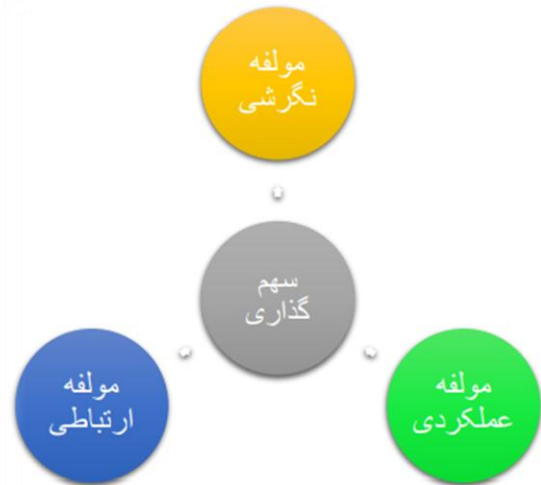 مولفه
نگرشی
سهم
گذاری
مولفه
عملکردی
مولفه
ارتباطی